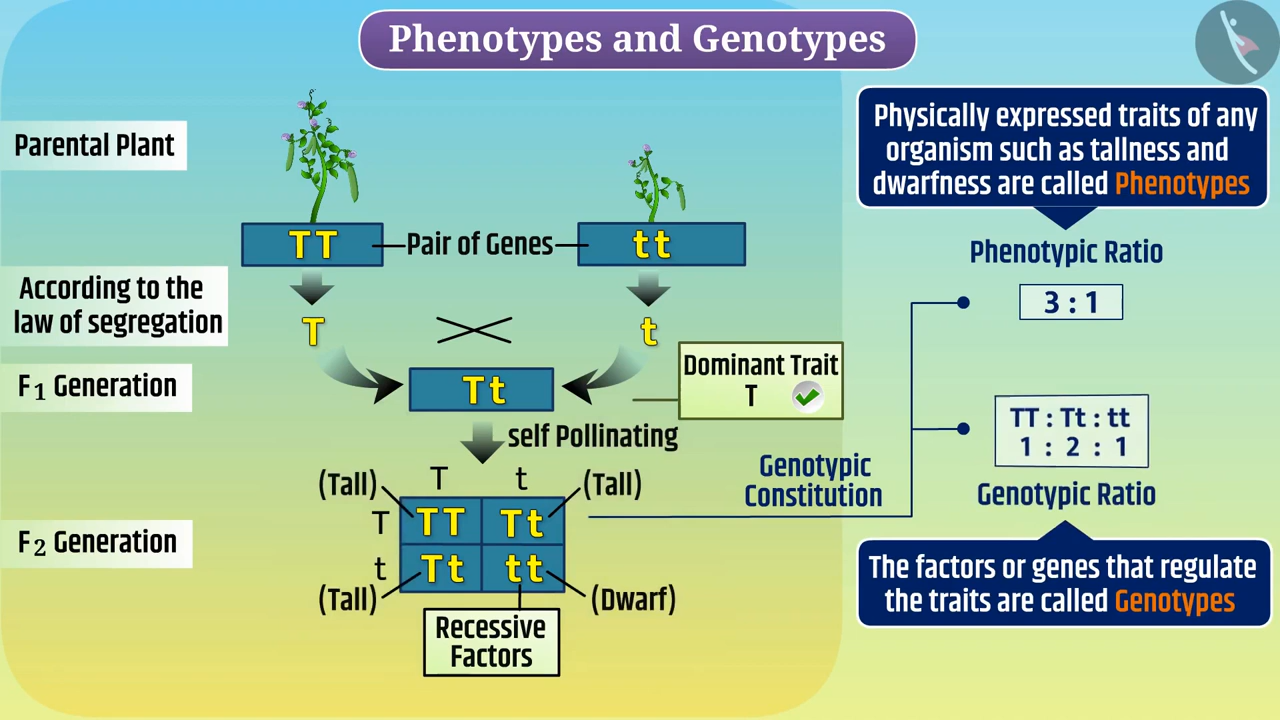 Phenotypes and Genotypes
Parental Plant
TT
Pair of Genes
tt
According to the
law of segregation
T
t
F1 Generation
Tt
Dominant Trait
T
self Pollinating
F2 Generation
T
t
(Tall)
(Tall)
T
TT
Tt
t
Tt
tt
(Tall)
(Dwarf)
Recessive
Factors
Genotypic
Constitution
Physically expressed traits of any
organism such as tallness and
dwarfness are called Phenotypes
Phenotypic Ratio
3 : 1
TT : Tt : tt
1 : 2 : 1
Genotypic Ratio
The factors or genes that regulate
the traits are called Genotypes